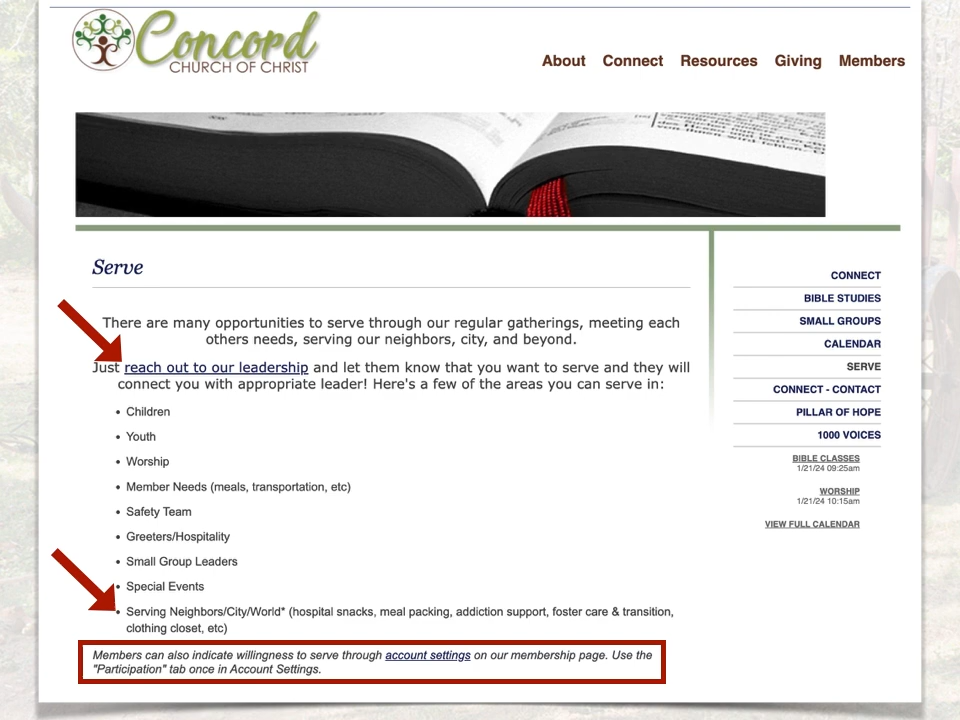 Concord
CHURCH OF CHRIST
About Connect Resources Giving Members
Serve
There are many opportunities to serve through our regular gatherings, meeting each
others needs, serving our neighbors, city, and beyond.
Just reach out to our leadership and let them know that you want to serve and they will
connect you with appropriate leader! Here's a few of the areas you can serve in:
• Children
• Youth
• Worship
• Member Needs (meals, transportation, etc)
• Safety Team
• Greeters/Hospitality
• Small Group Leaders
• Special Events
• Serving Neighbors/City/World* (hospital snacks, meal packing, addiction support, foster care & transition,
clothing closet, etc)
Members can also indicate willingness to serve through account settings on our membership page. Use the
"Participation" tab once in Account Settings.
CONNECT
BIBLE STUDIES
SMALL GROUPS
CALENDAR
SERVE
CONNECT - CONTACT
PILLAR OF HOPE
1000 VOICES
BIBLE CLASSES
1/21/24 09:25am
WORSHIP
1/21/24 10:15am
VIEW FULL CALENDAR